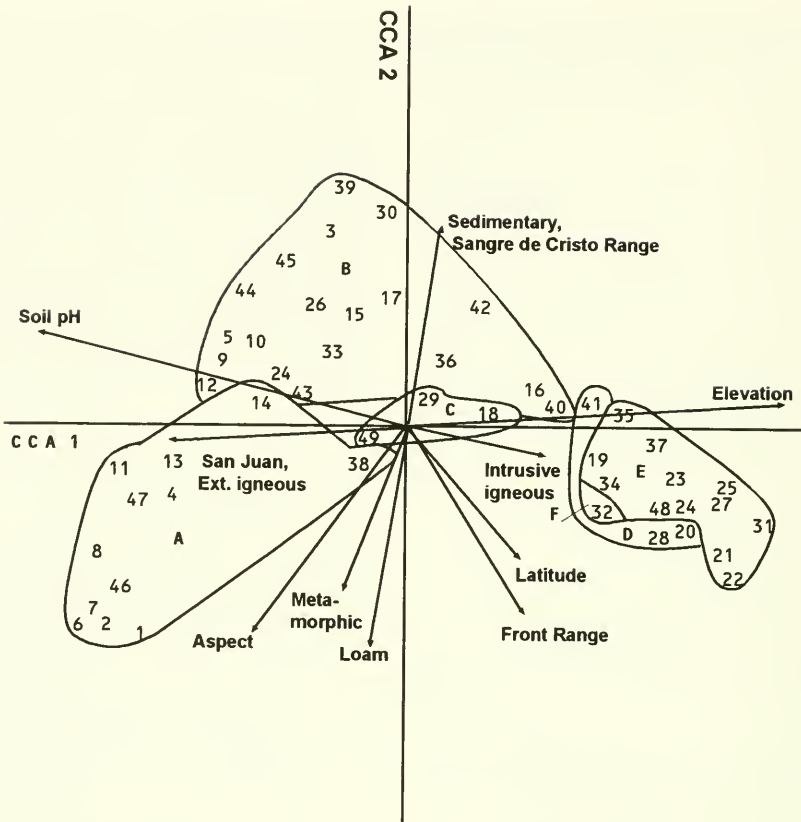 CCA 2
39
30
Sedimentary,
Sangre de Cristo Range
3
45
B
44
26
15
17
42
Soil pH
5
10
9
33
36
24
12
43
29
16
41
Elevation
14
C
18
40
35
CCA 1
49
11
13
San Juan,
Ext. igneous
38
Intrusive
igneous
37
19
E
23
47
4
34
25
27
F
32
48
24
31
A
D
28
20
8
21
Latitude
22
46
Meta-
morphic
7
6
2
1
Aspect
Loam
Front Range